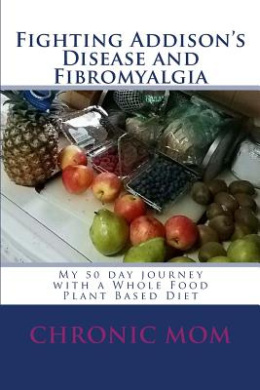 Fighting Addison's
Disease and
Fibromyalgia
My 50 day journey
with a Whole Food
Plant Based Diet
Chronic Mom